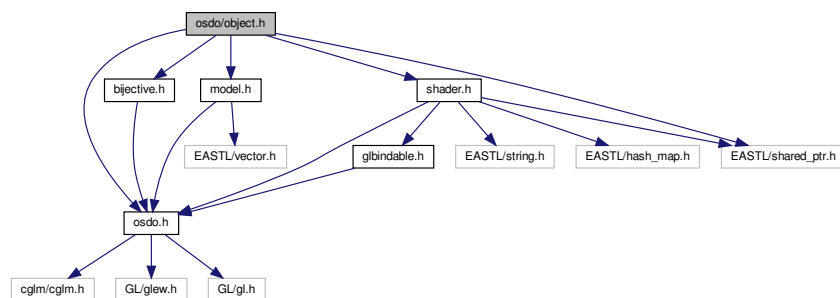 osdo/object.h
bijective.h
model.h
shader.h
EASTL/vector.h
glbindable.h
EASTL/string.h
EASTL/hash_map.h
EASTL/shared_ptr.h
osdo.h
cglm/cglm.h
GL/glew.h
GL/gl.h